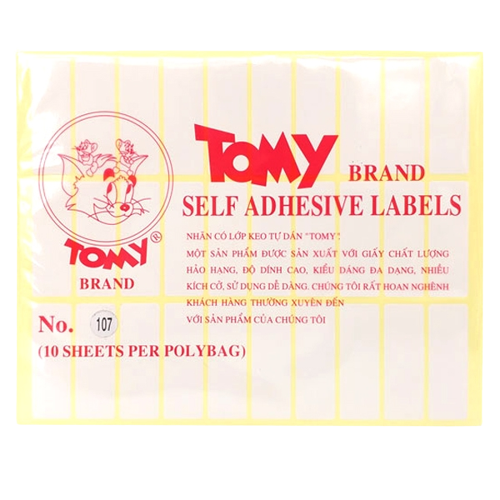 TOMY BRAND
SELF ADHESIVE LABELS
NHÃN CÓ LỚP KEO TỰ DÁN "TOMY".
MỘT SẢN PHẨM ĐƯỢC SẢN XUẤT VỚI GIẤY CHẤT LƯỢNG
HẢO HẠNG, ĐỘ DÍNH CAO, KIỂU DÁNG ĐA DẠNG, NHIỀU
KÍCH CỞ, SỬ DỤNG DỄ DÀNG. CHÚNG TÔI RẤT HOAN NGHÊNH
KHÁCH HÀNG THƯỜNG XUYÊN ĐẾN
VỚI SẢN PHẨM CỦA CHÚNG TÔI
TOMY®
BRAND
No. 107
(10 SHEETS PER POLYBAG)